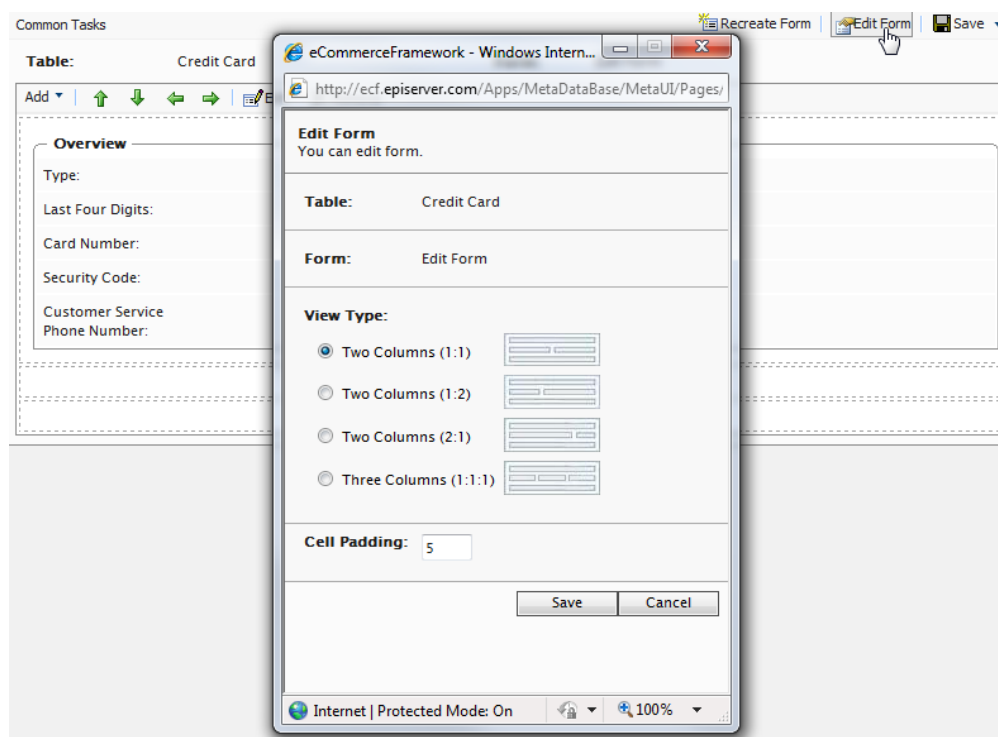 Common Tasks
Recreate Form
Edit Form
Save
Table:
Credit Card
Add
Overview
Type:
Last Four Digits:
Card Number:
Security Code:
Customer Service
Phone Number:
eCommerceFramework - Windows Intern...
http://ecf.episerver.com/Apps/MetaDataBase/MetaUI/Pages/
Edit Form
You can edit form.
Table:
Credit Card
Form:
Edit Form
View Type:
Two Columns (1:1)
Two Columns (1:2)
Two Columns (2:1)
Three Columns (1:1:1)
Cell Padding:
5
Save
Cancel
Internet | Protected Mode: On
100%